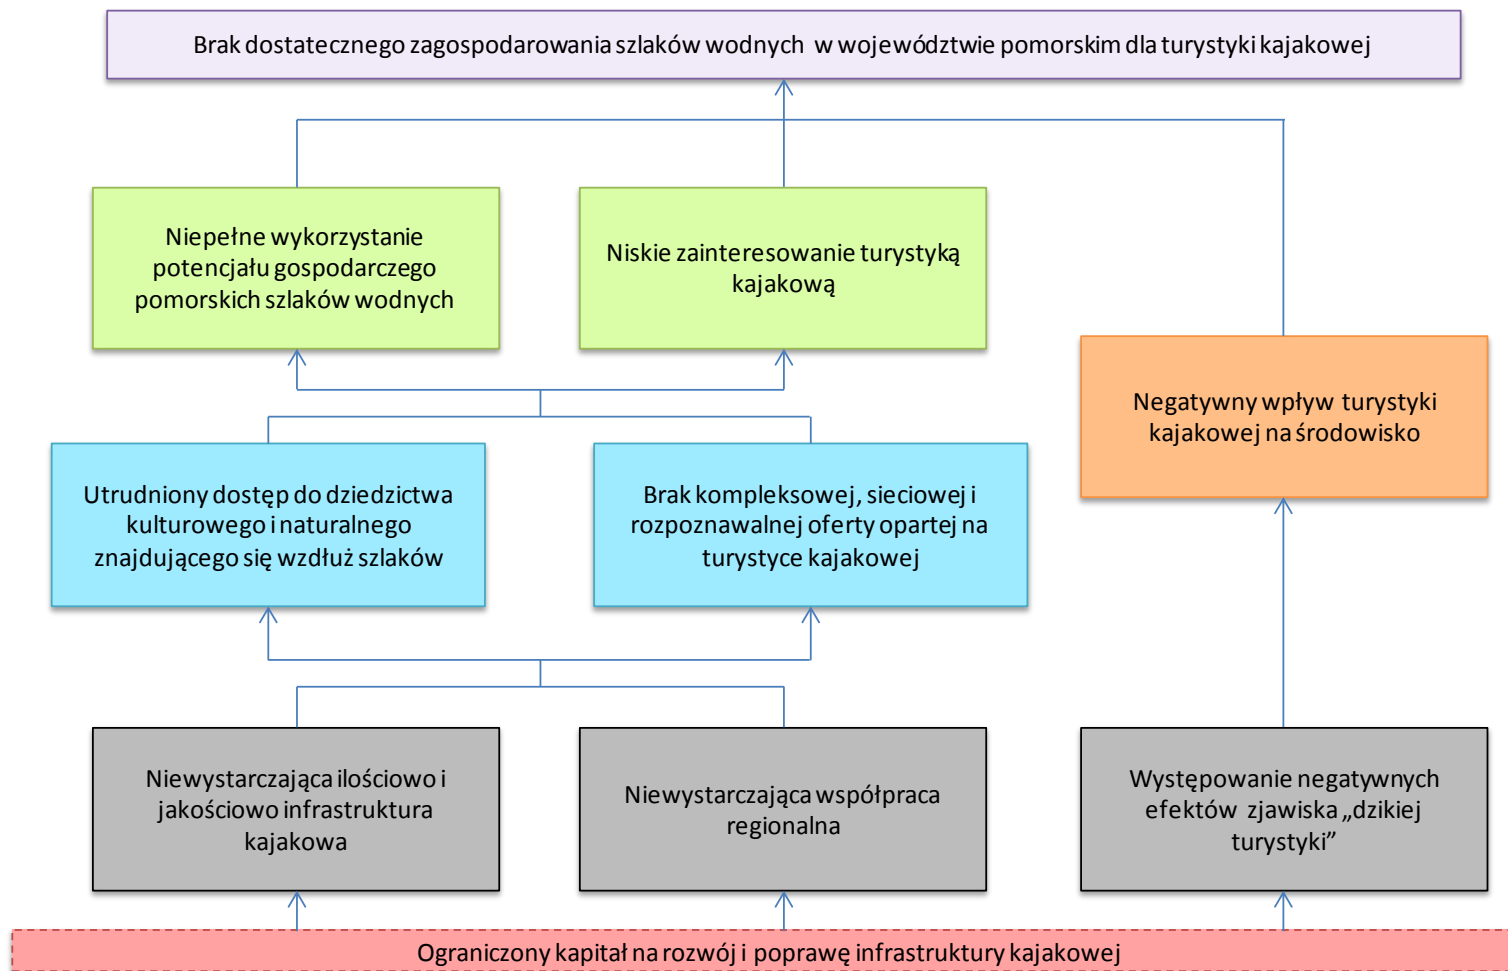 Brak dostatecznego zagospodarowania szlaków wodnych w województwie pomorskim dla turystyki kajakowej
Niepełne wykorzystanie
potencjału gospodarczego
pomorskich szlaków wodnych
Niskie zainteresowanie turystyką
kajakową
Negatywny wpływ turystyki
kajakowej na środowisko
Utrudniony dostęp do dziedzictwa
kulturowego i naturalnego
znajdującego się wzdłuż szlaków
Brak kompleksowej, sieciowej i
rozpoznawalnej oferty opartej na
turystyce kajakowej
Niewystarczająca ilościowo i
jakościowo infrastruktura
kajakowa
Niewystarczająca współpraca
regionalna
Występowanie negatywnych
efektów zjawiska „dzikiej
turystyki”
Ograniczony kapitał na rozwój i poprawę infrastruktury kajakowej